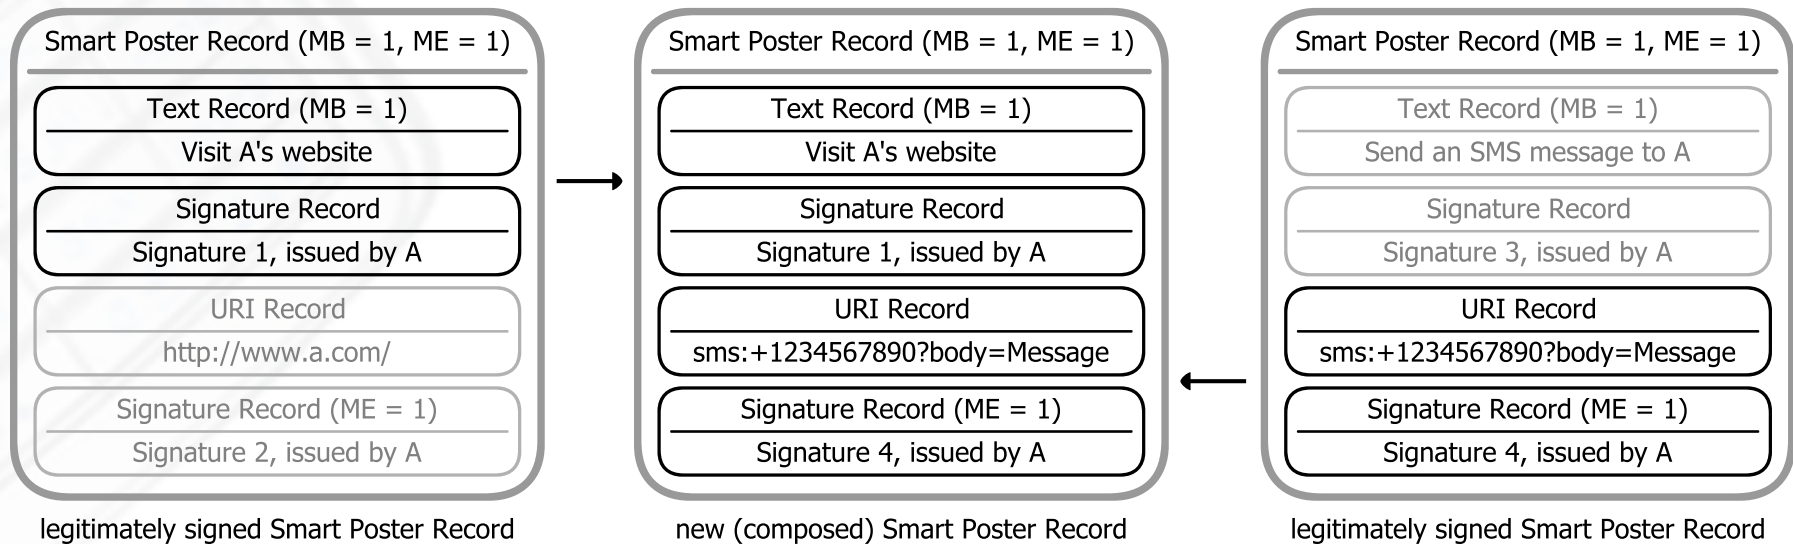 Smart Poster Record (MB = 1, ME = 1)
Text Record (MB = 1)
Visit A's website
Signature Record
Signature 1, issued by A
URI Record
http://www.a.com/
Signature Record (ME = 1)
Signature 2, issued by A
legitimately signed Smart Poster Record
Smart Poster Record (MB = 1, ME = 1)
Text Record (MB = 1)
Visit A's website
Signature Record
Signature 1, issued by A
URI Record
sms:+1234567890?body=Message
Signature Record (ME = 1)
Signature 4, issued by A
new (composed) Smart Poster Record
Smart Poster Record (MB = 1, ME = 1)
Text Record (MB = 1)
Send an SMS message to A
Signature Record
Signature 3, issued by A
URI Record
sms:+1234567890?body=Message
Signature Record (ME = 1)
Signature 4, issued by A
legitimately signed Smart Poster Record